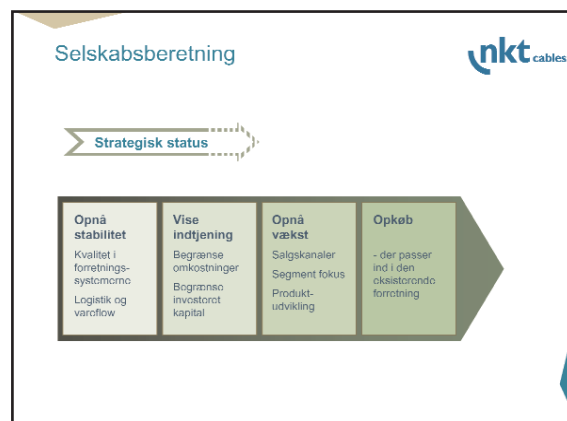 Selskabsberetning
nkt cables
Strategisk status
Opnå
stabilitet
Kvalitet i
forretnings-
systemerne
Logistik og
vareflow
Vise
indtjening
Begrænse
omkostninger
Begrænse
investeret
kapital
Opnå
vækst
Salgskanaler
Segment fokus
Produkt-
udvikling
Opkøb
- der passer
ind i den
eksisterende
forretning